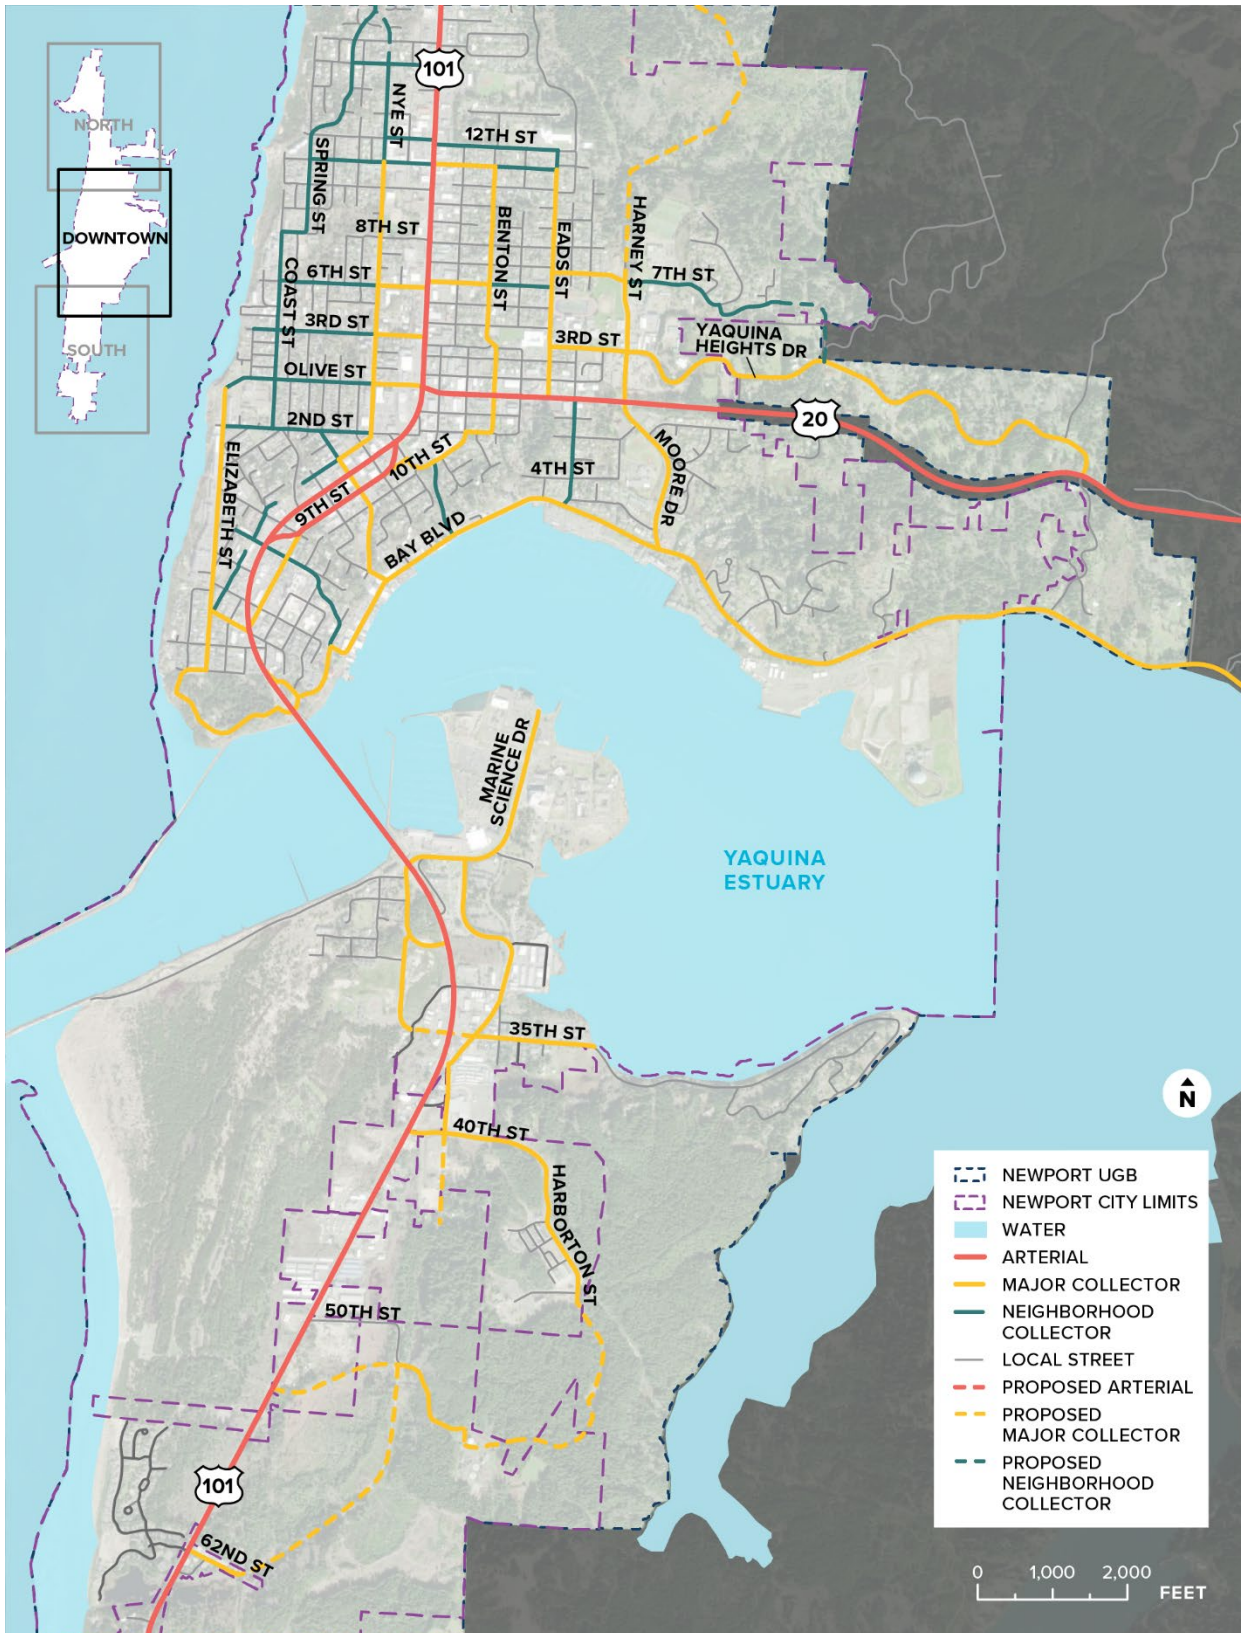 101
NYE ST
12TH ST
NORTH
SPRING ST
HARNEY ST
8TH ST
BENTON ST
EADS ST
DOWNTOWN
COAST ST
6TH ST
7TH ST
3RD ST
3RD ST
YAQUINA
HEIGHTS DR
SOUTH
OLIVE ST
2ND ST
20
ELIZABETH ST
10TH ST
MOORE DR
4TH ST
9TH ST
BAY BLVD
MARINE
SCIENCE DR
YAQUINA
ESTUARY
35TH ST
N
40TH ST
HARBORTON ST
50TH ST
101
62ND ST
NEWPORT UGB
NEWPORT CITY LIMITS
WATER
ARTERIAL
MAJOR COLLECTOR
NEIGHBORHOOD
COLLECTOR
LOCAL STREET
PROPOSED ARTERIAL
PROPOSED
MAJOR COLLECTOR
PROPOSED
NEIGHBORHOOD
COLLECTOR
0 1,000 2,000
FEET